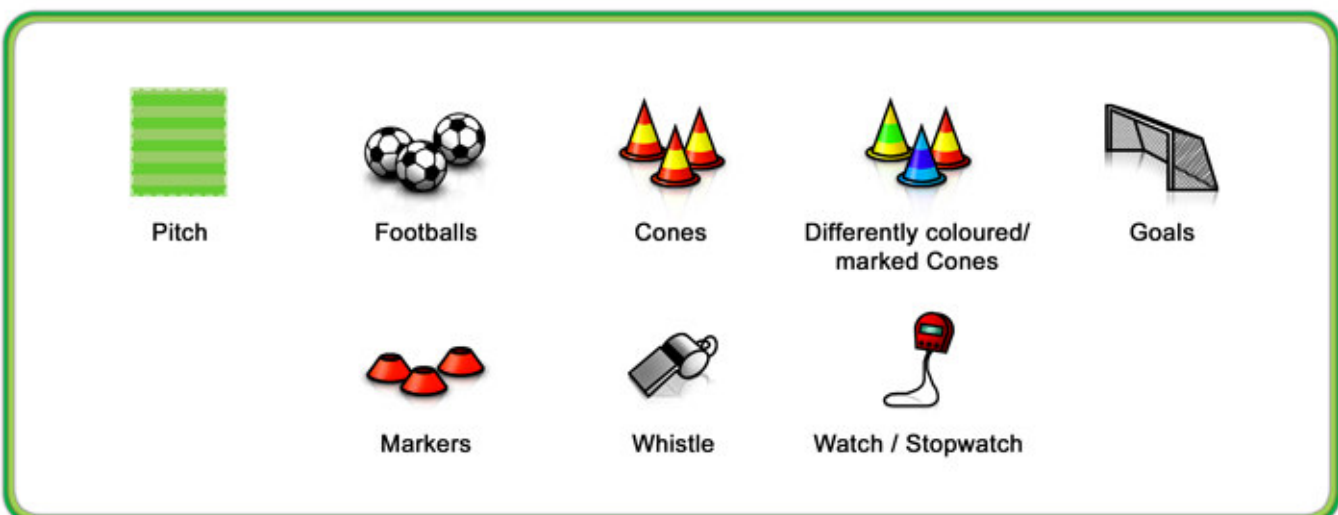 Pitch
Footballs
Cones
Differently coloured/
marked Cones
Goals
Markers
Whistle
Watch / Stopwatch